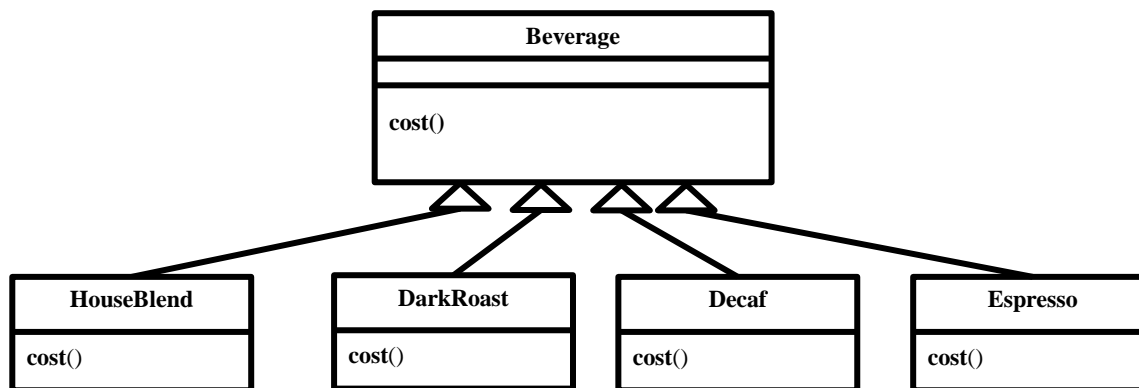 Beverage
cost()
HouseBlend
DarkRoast
Decaf
Espresso
cost()
cost()
cost()
cost()